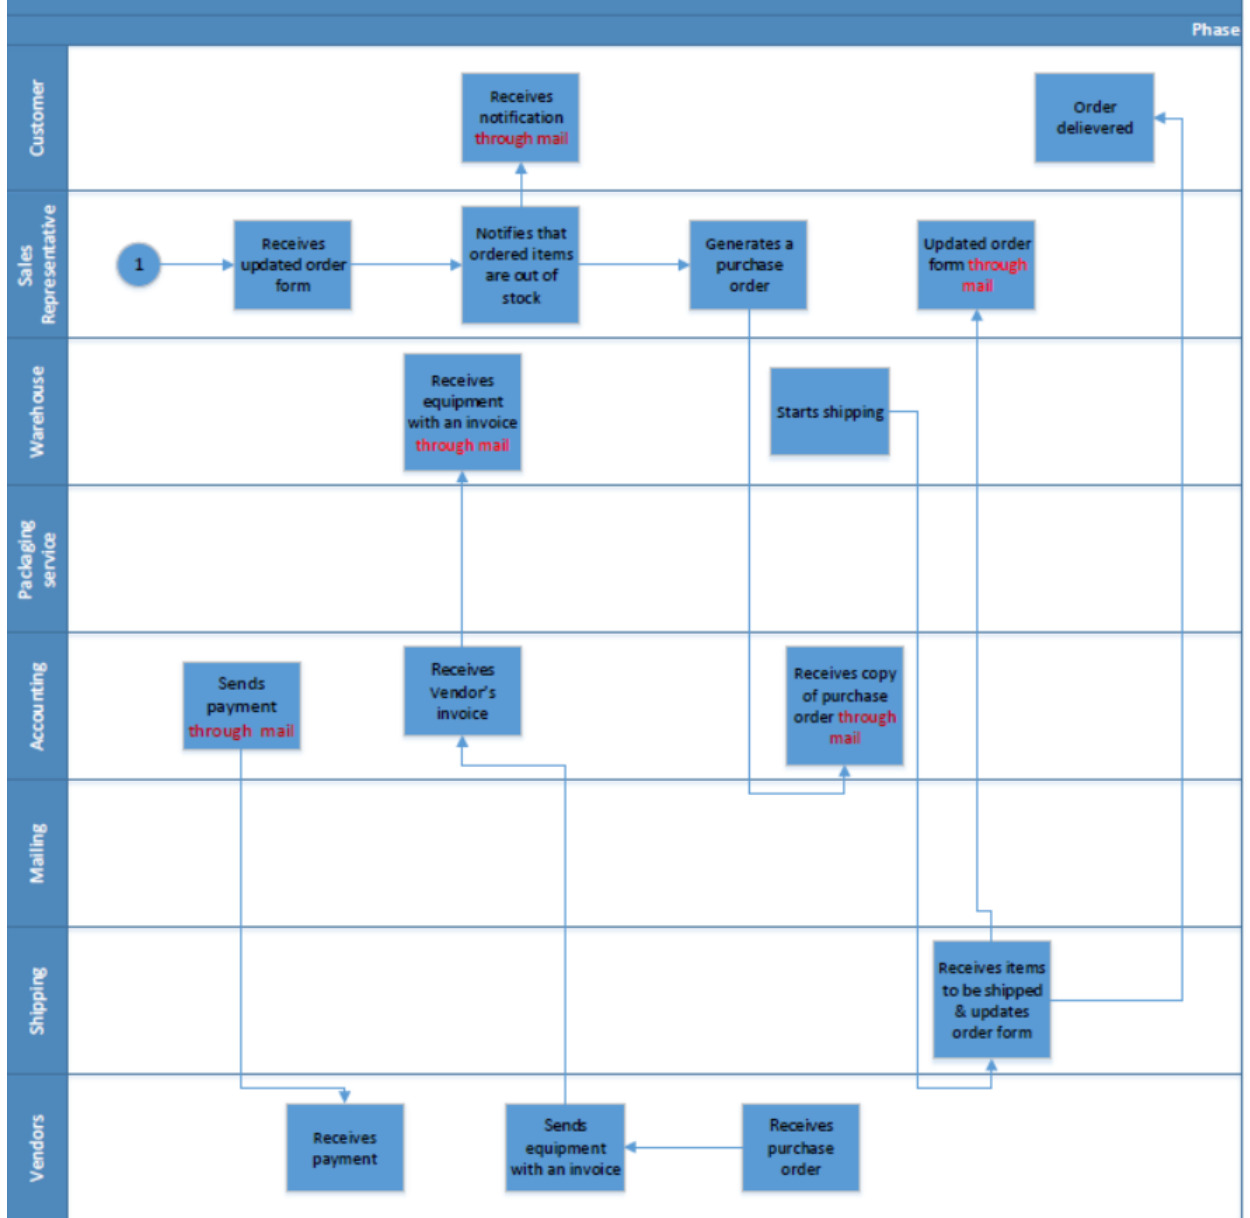 Phase
Customer
Receives
notification
through mail
Order
delievered
Sales
Representative
1
Receives
updated order
form
Notifies that
ordered items
are out of
stock
Generates a
purchase
order
Updated order
form through
mail
Warehouse
Receives
equipment
with an invoice
through mail
Starts shipping
Packaging
service
Accounting
Sends
payment
through  mail
Receives
Vendor's
invoice
Receives copy
of purchase
order through
mail
Mailing
Shipping
Receives items
to be shipped
& updates
order form
Vendors
Receives
payment
Sends
equipment
with an invoice
Receives
purchase
order